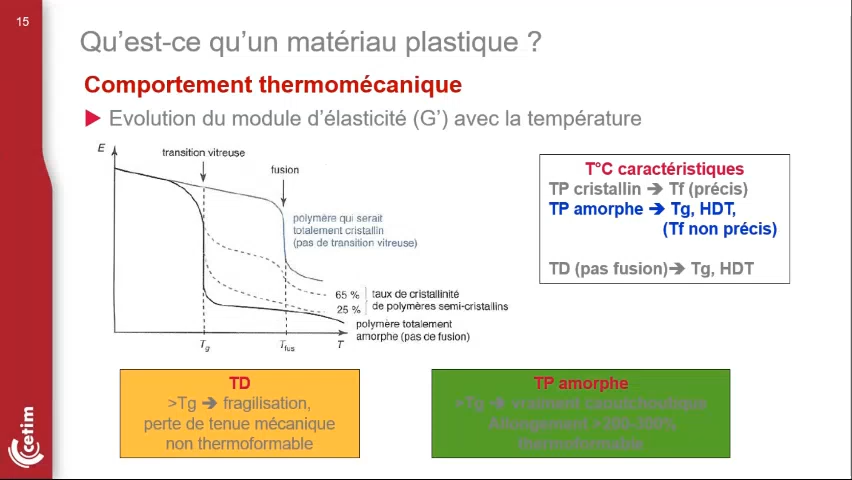 15
Qu'est-ce qu'un matériau plastique ?
Comportement thermomécanique
Evolution du module d'élasticité (G') avec la température
E
transition vitreuse
fusion
polymère qui serait
totalement cristallin
(pas de transition vitreuse)
65 %
25 %
taux de cristallinité
de polymères semi-cristallins
polymère totalement
amorphe (pas de fusion)
Tg
Tfus
T
T°C caractéristiques
TP cristallin ➔ Tf (précis)
TP amorphe ➔ Tg, HDT,
(Tf non précis)
TD (pas fusion)➔ Tg, HDT
TD
>Tg ➔ fragilisation,
perte de tenue mécanique
non thermoformable
TP amorphe
>Tg ➔ vraiment caoutchoutique
Allongement >200-300%
thermoformable
cetim